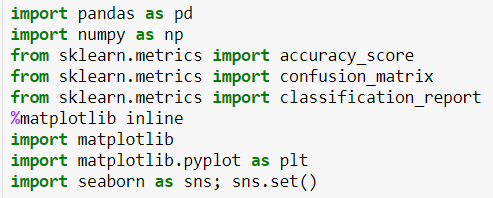 import pandas as pd
import numpy as np
from sklearn.metrics import accuracy_score
from sklearn.metrics import confusion_matrix
from sklearn.metrics import classification_report
%matplotlib inline
import matplotlib
import matplotlib.pyplot as plt
import seaborn as sns; sns.set()